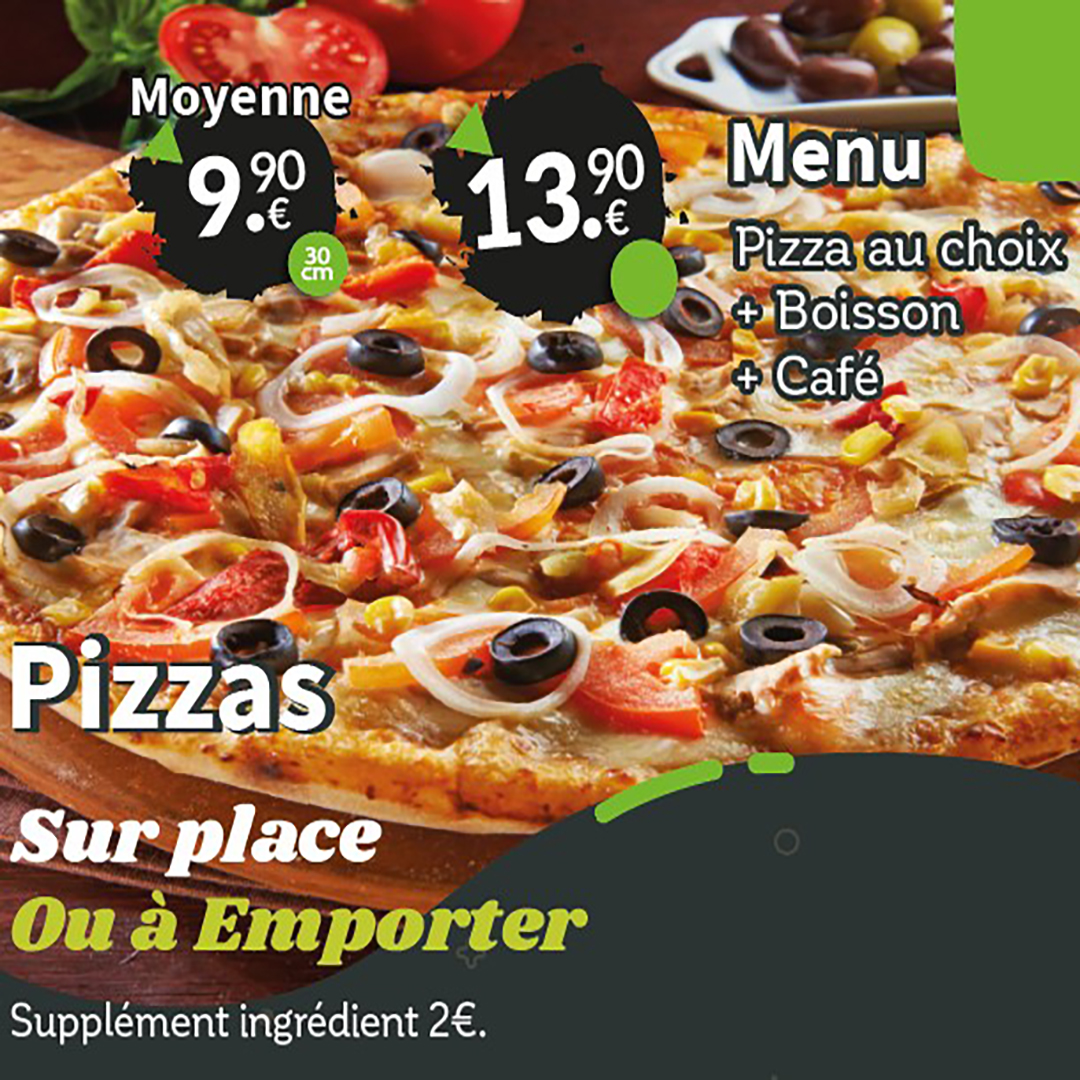 Moyenne
9.90€
30
cm
13.90€
Menu
Pizza au choix
+ Boisson
+ Café
Pizzas
Sur place
Ou à Emporter
Supplément ingrédient 2€.